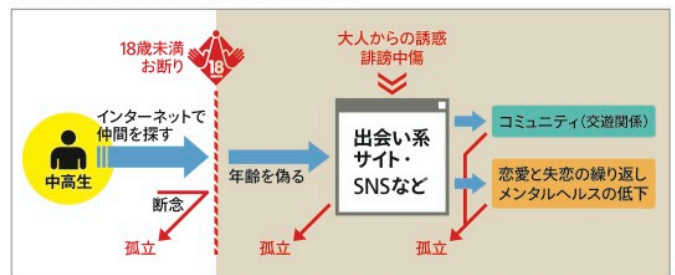 18歳未満
お断り
18
大人からの誘惑
誹謗中傷
インターネットで
仲間を探す
中高生
断念
孤立
年齢を偽る
孤立
出会い系
サイト・
SNSなど
コミュニティ(交遊関係)
恋愛と失恋の繰り返し
メンタルヘルスの低下
孤立